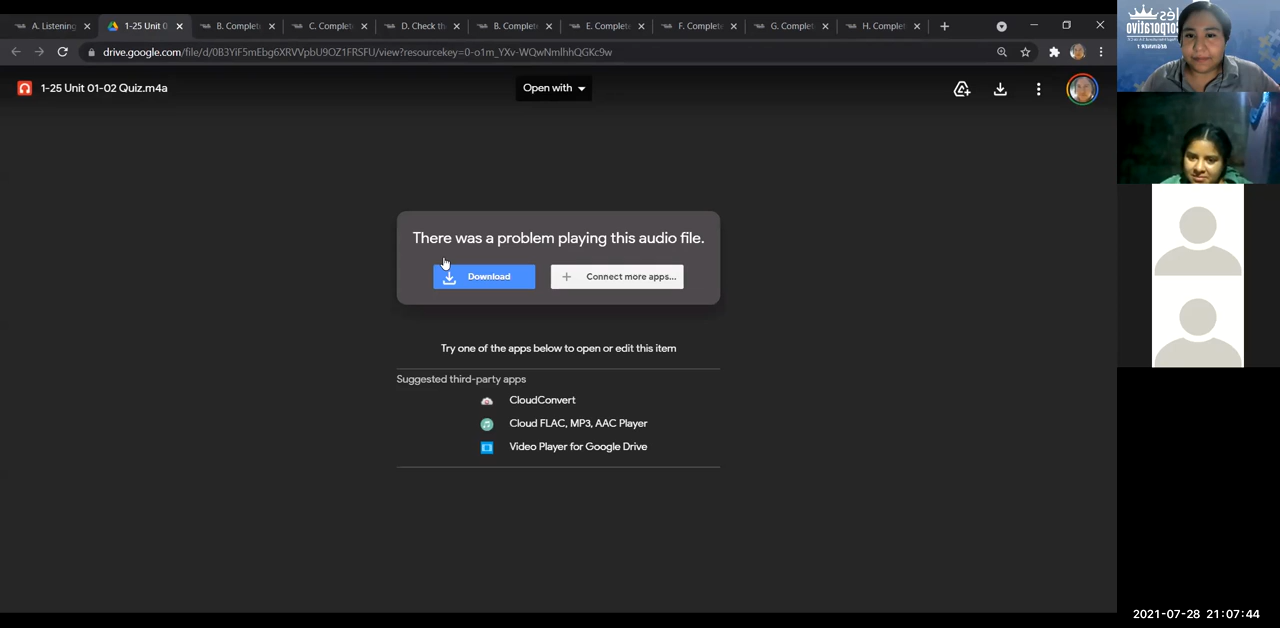 A. Listening
1-25 Unit 0
B. Complet
C. Complet
D. Check th
B. Complet
E. Complet
F. Complet
G. Complet
H. Complet
drive.google.com/file/d/0B3YiF5mEbg6XRVVpbU9OZ1FRSFU/view?resourcekey=0-o1m_YXv-WQwNmlhhQGKc9w
1-25 Unit 01-02 Quiz.m4a
Open with
There was a problem playing this audio file.
Download
Connect more apps...
Try one of the apps below to open or edit this item
Suggested third-party apps
CloudConvert
Cloud FLAC, MP3, AAC Player
Video Player for Google Drive
2021-07-28 21:07:44